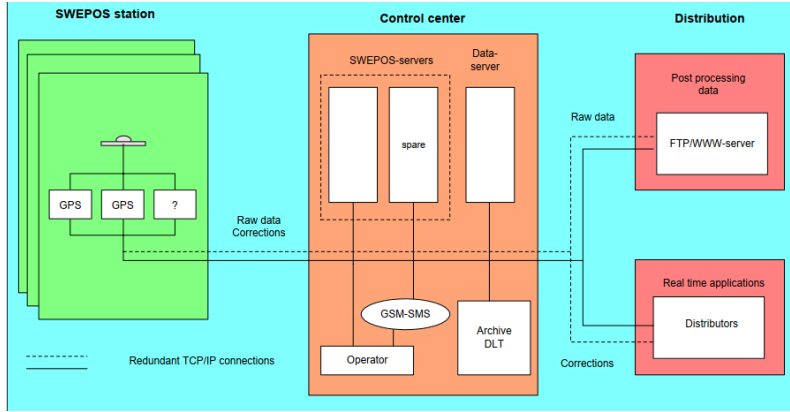 SWEPOS station
Control center
Distribution
SWEPOS-servers
Data-
server
spare
GPS
GPS
?
Raw data
Corrections
GSM-SMS
Operator
Archive
DLT
Post processing
data
FTP/WWW-server
Raw data
Real time applications
Distributors
Corrections
Redundant TCP/IP connections